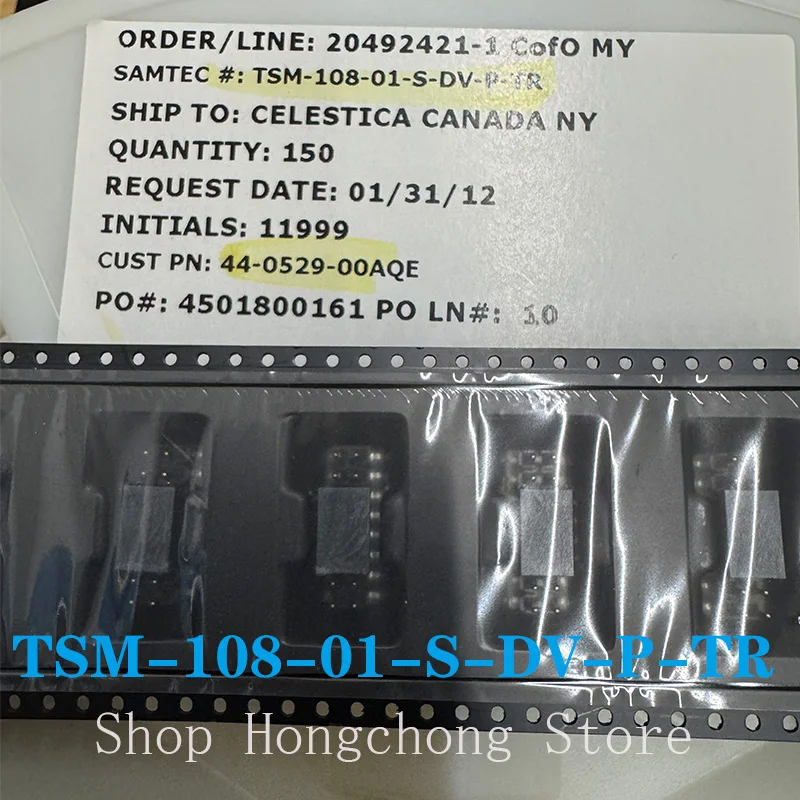 ORDER/LINE: 20492421-1 CofO MY
SAMTEC #: TSM-108-01-S-DV-P-TR
SHIP TO: CELESTICA CANADA NY
QUANTITY: 150
REQUEST DATE: 01/31/12
INITIALS: 11999
CUST PN: 44-0529-00AQE
PO#: 4501800161 PO LN#: 10
TSM-108-01-S-DV-P-TR
Shop Hongchong Store